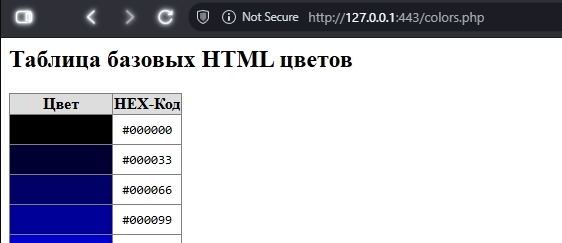 Not Secure http://127.0.0.1:443/colors.php
Таблица базовых HTML цветов
Цвет HEX-Код
#000000
#000033
#000066
#000099